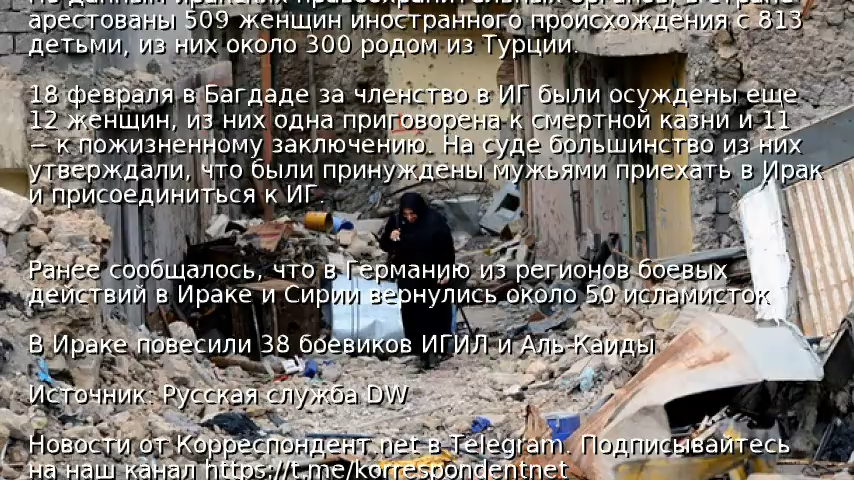 По данным иракских правоохранительных органов, в стране
арестованы 509 женщин иностранного происхождения с 813
детьми, из них около 300 родом из Турции.
18 февраля в Багдаде за членство в ИГ были осуждены еще
12 женщин, из них одна приговорена к смертной казни и 11
− к пожизненному заключению. На суде большинство из них
утверждали, что были принуждены мужьями приехать в Ирак
и присоединиться к ИГ.
Ранее сообщалось, что в Германию из регионов боевых
действий в Ираке и Сирии вернулись около 50 исламисток
В Ираке повесили 38 боевиков ИГИЛ и Аль-Каиды
Источник: Русская служба DW
Новости от Корреспондент.net в Telegram. Подписывайтесь
на наш канал https://t.me/korrespondentnet